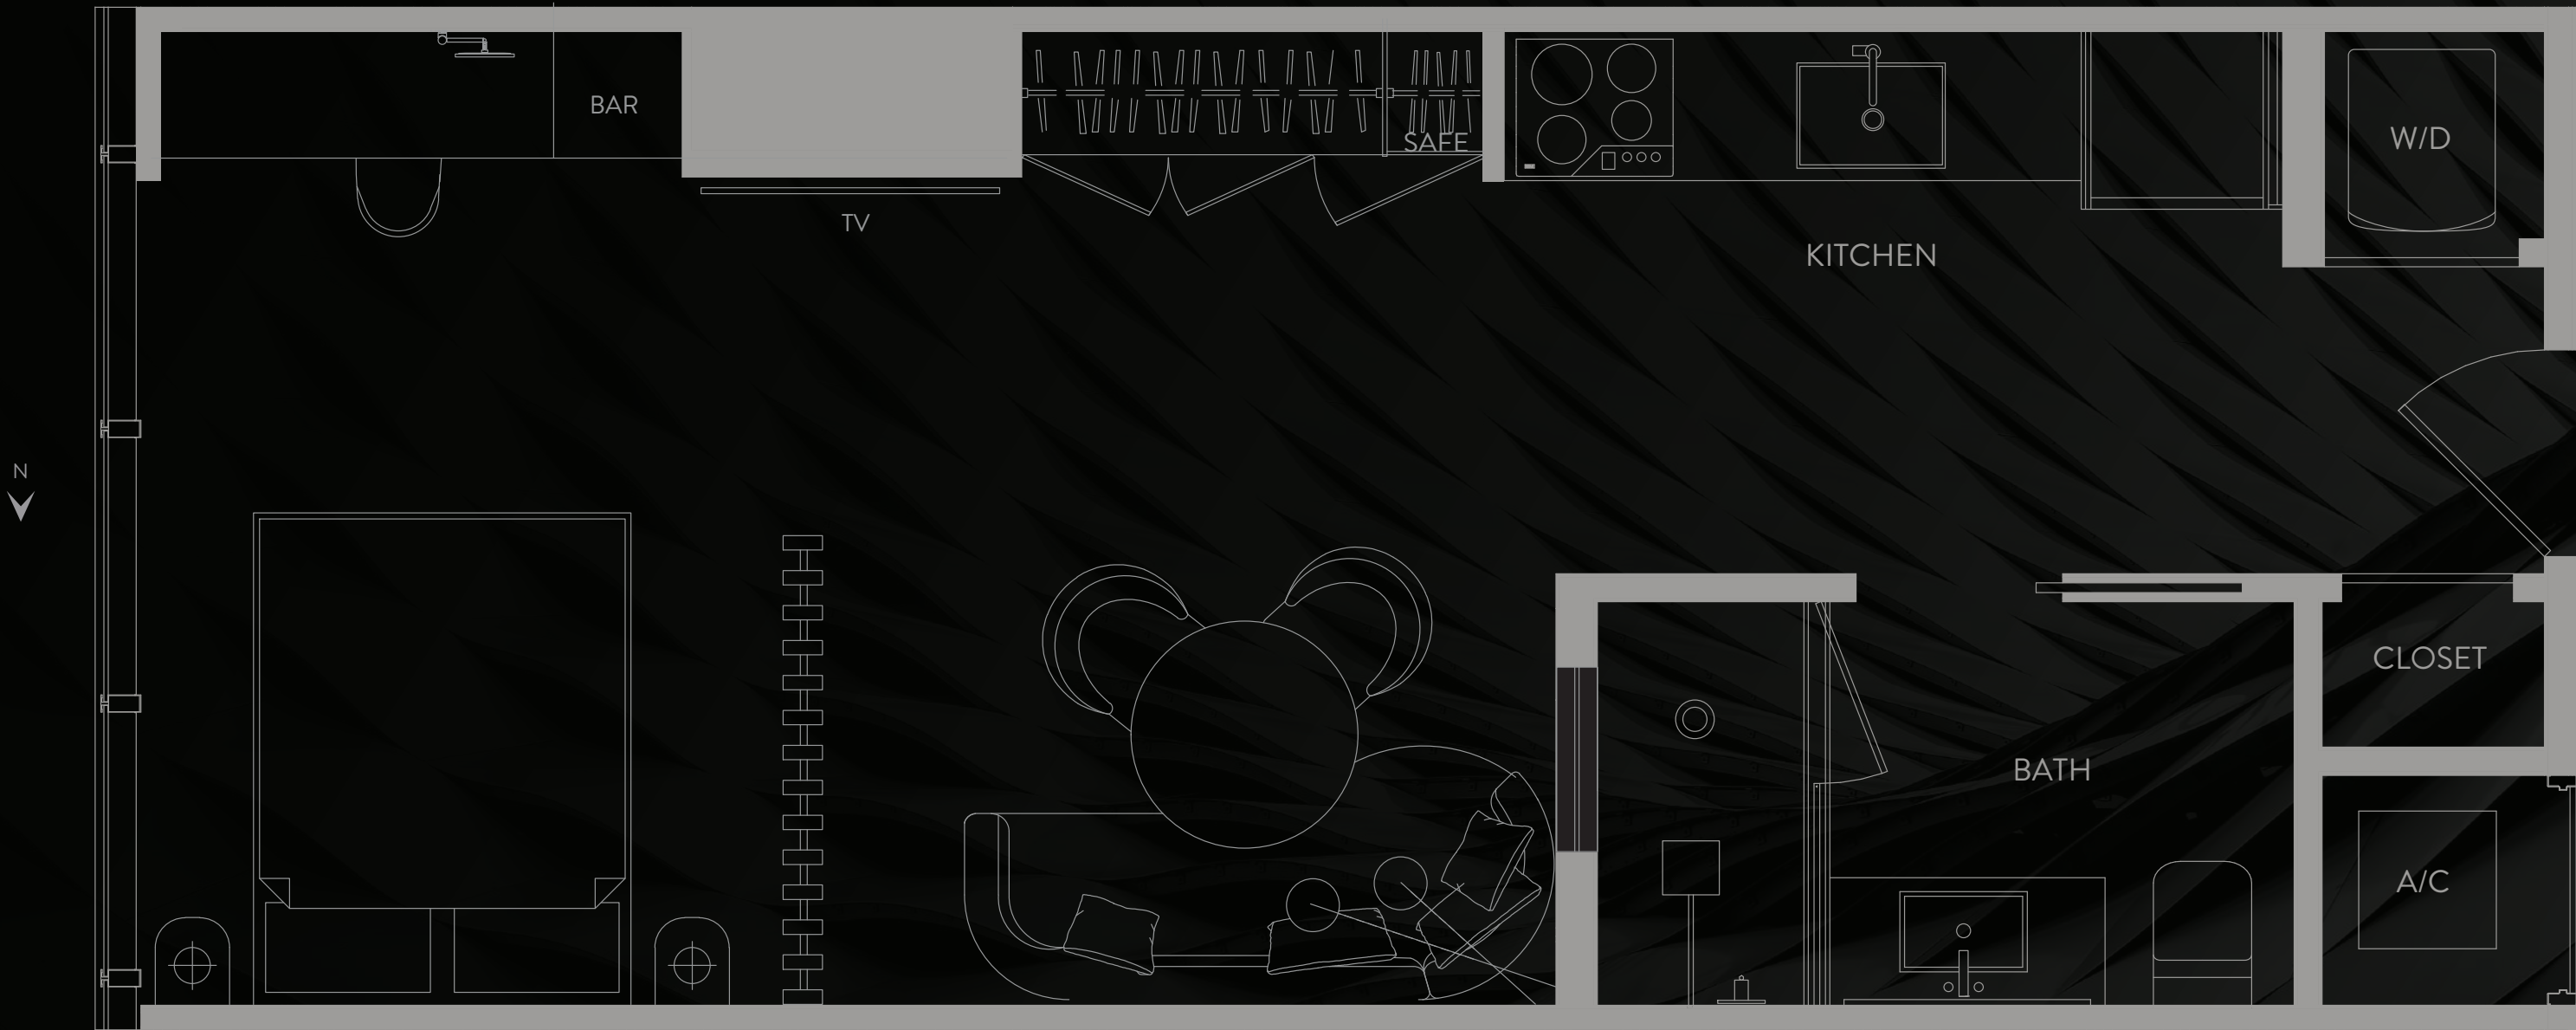 BAR
SAFE
W/D
TV
KITCHEN
N
CLOSET
BATH
A/C